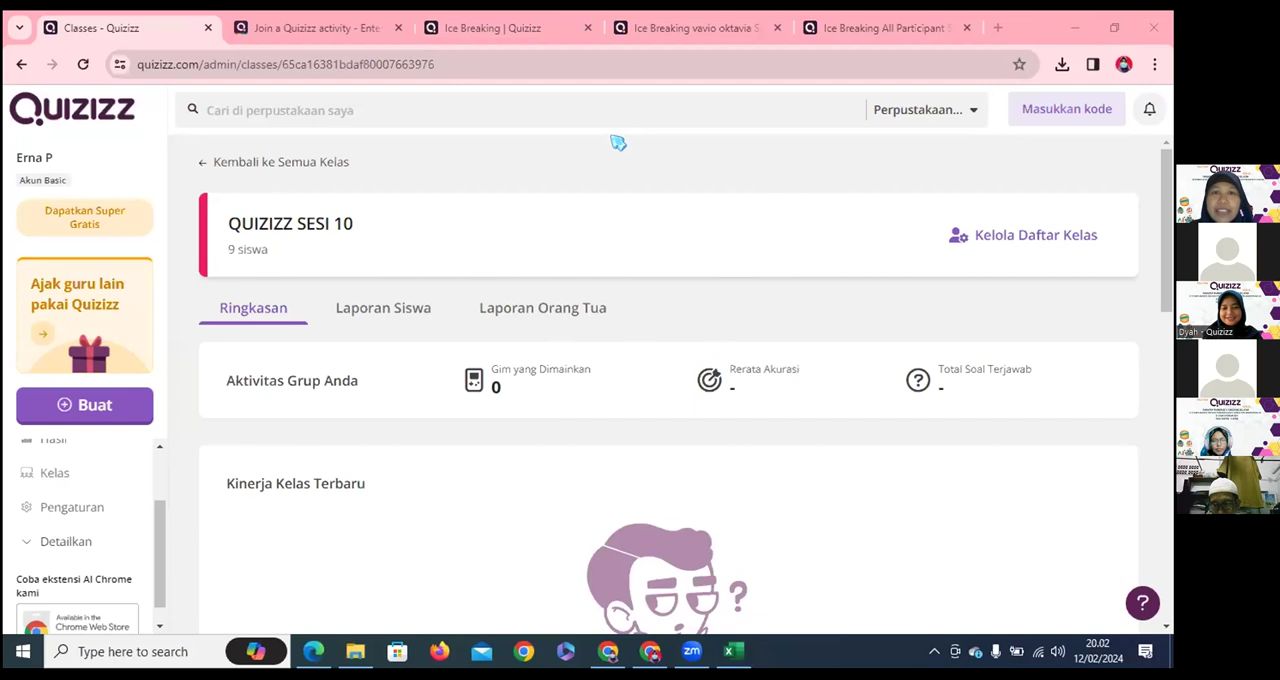 Classes - Quizizz
Join a Quizizz activity - Ente
Ice Breaking | Quizizz
Ice Breaking vavio oktavia S
Ice Breaking All Participant S
quizizz.com/admin/classes/65ca16381bdaf80007663976
QUIZIZZ
Cari di perpustakaan saya
Perpustakaan...
Masukkan kode
Erna P
Akun Basic
Dapatkan Super
Gratis
Ajak guru lain
pakai Quizizz
Buat
Hasil
Kelas
Pengaturan
Detailkan
Coba ekstensi AI Chrome
kami
Available in the
Chrome Web Store
Kembali ke Semua Kelas
QUIZIZZ SESI 10
9 siswa
Kelola Daftar Kelas
Ringkasan
Laporan Siswa
Laporan Orang Tua
Aktivitas Grup Anda
Gim yang Dimainkan
0
Rerata Akurasi
-
Total Soal Terjawab
-
Kinerja Kelas Terbaru
?
?
QUIZIZZ
QUIZIZZ
Dyah - Quizizz
QUIZIZZ
Type here to search
zm
20.02
12/02/2024